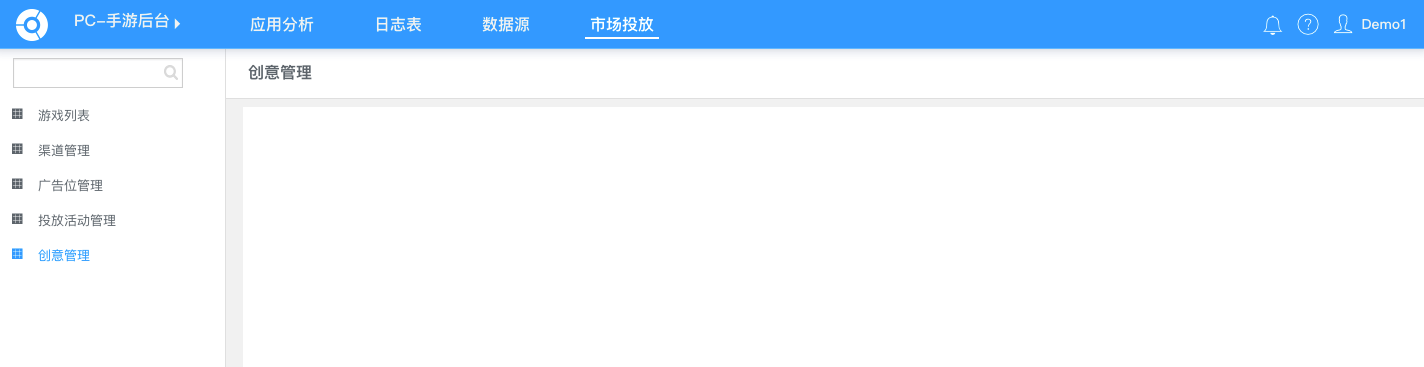 PC-手游后台
应用分析 日志表 数据源 市场投放
Demo1
创意管理
游戏列表
渠道管理
广告位管理
投放活动管理
创意管理